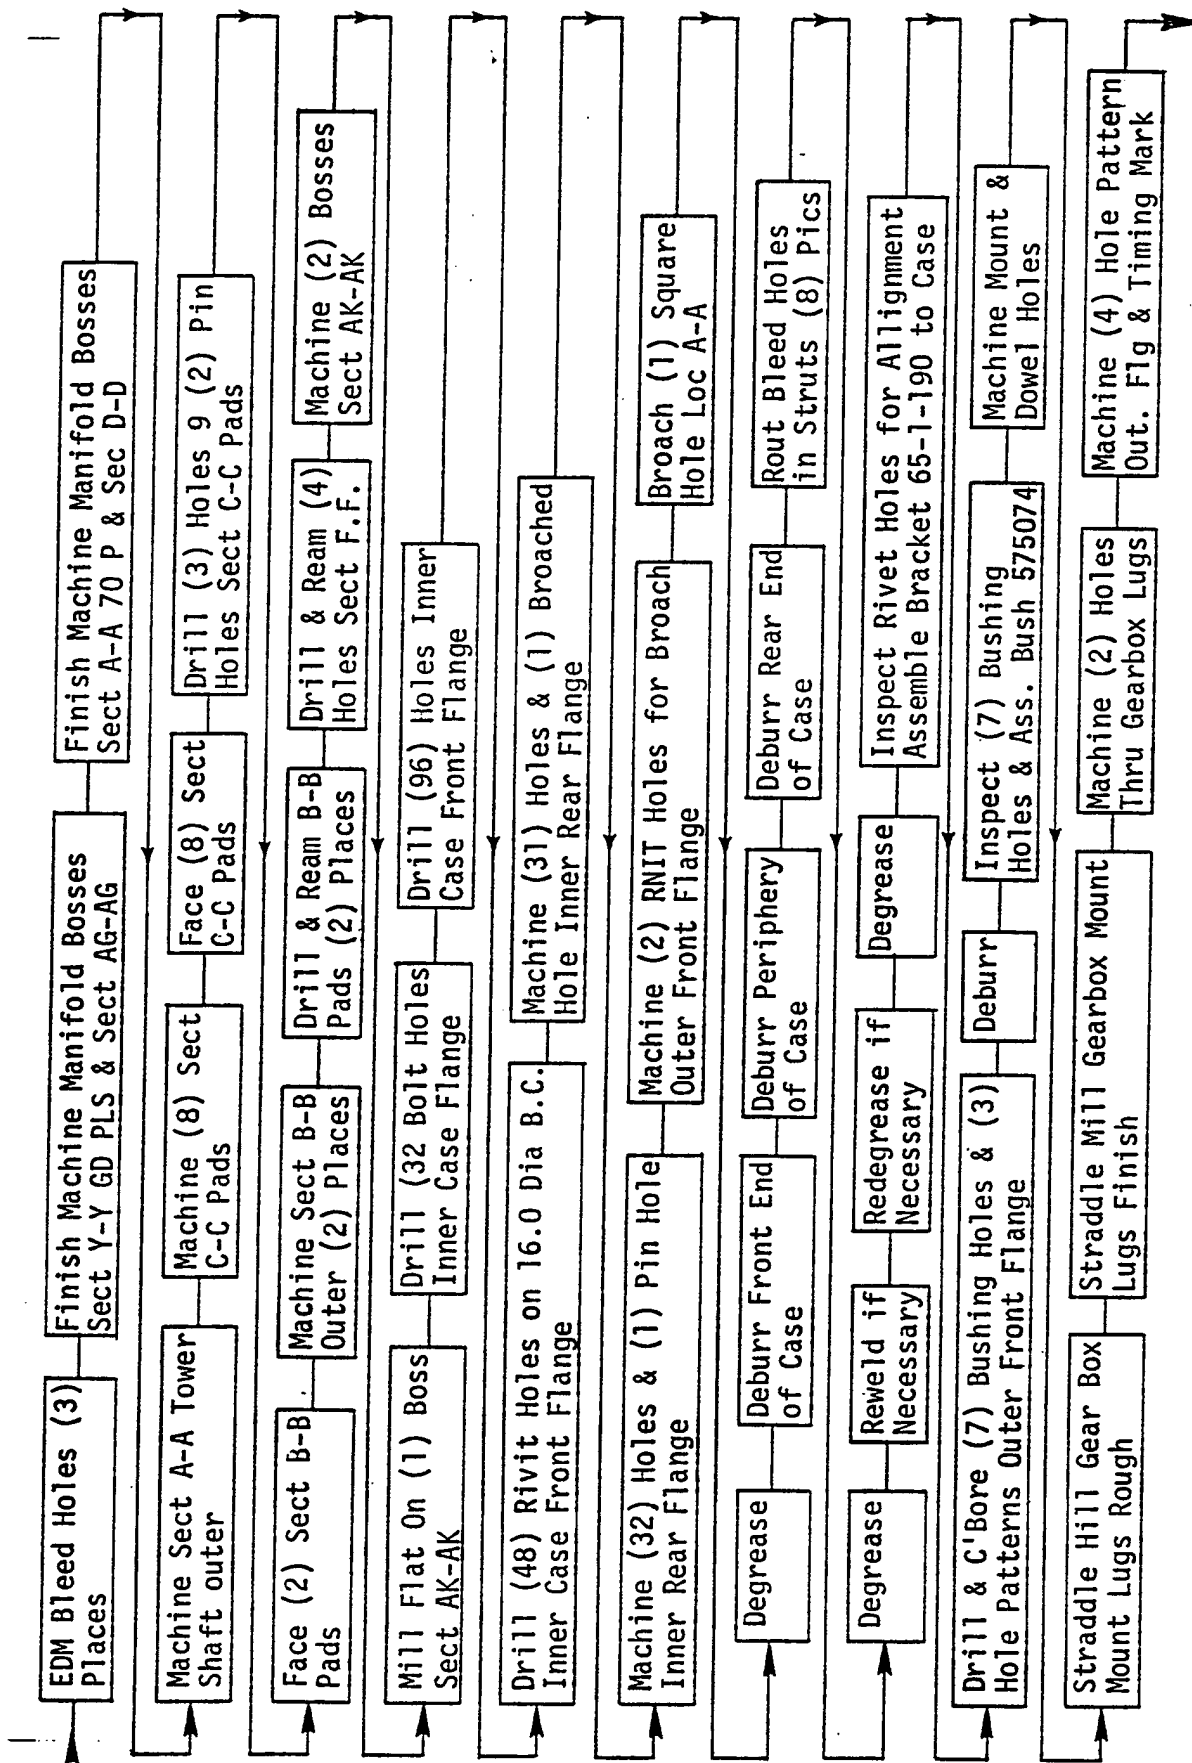 EDM Bleed Holes (3)
Places
Finish Machine Manifold Bosses
Sect Y-Y GD PLS & Sect AG-AG
Finish Machine Manifold Bosses
Sect A-A 70 P & Sec D-D
Machine Sect A-A Tower
Shaft outer
Machine (8) Sect
C-C Pads
Face (8) Sect
C-C Pads
Drill (3) Holes 9 (2) Pin
Holes Sect C-C Pads
Face (2) Sect B-B
Pads
Machine Sect B-B
Outer (2) Places
Drill & Ream B-B
Pads (2) Places
Drill & Ream (4)
Holes Sect F.F.
Machine (2) Bosses
Sect AK-AK
Mill Flat On (1) Boss
Sect AK-AK
Drill (32 Bolt Holes
Inner Case Flange
Drill (96) Holes Inner
Case Front Flange
Drill (48) Rivit Holes on 16.0 Dia B.C.
Inner Case Front Flange
Machine (31) Holes & (1) Broached
Hole Inner Rear Flange
Machine (32) Holes & (1) Pin Hole
Inner Rear Flange
Machine (2) RNIT Holes for Broach
Outer Front Flange
Broach (1) Square
Hole Loc A-A
Degrease
Deburr Front End
of Case
Deburr Periphery
of Case
Deburr Rear End
of Case
Rout Bleed Holes
in Struts (8) Pics
Degrease
Reweld if
Necessary
Redegrease if
Necessary
Degrease
Inspect Rivet Holes for Allignment
Assemble Bracket 65-1-190 to Case
Drill & C'Bore (7) Bushing Holes & (3)
Hole Patterns Outer Front Flange
Deburr
Inspect (7) Bushing
Holes & Ass. Bush 575074
Machine Mount &
Dowel Holes
Straddle Hill Gear Box
Mount Lugs Rough
Straddle Mill Gearbox Mount
Lugs Finish
Machine (2) Holes
Thru Gearbox Lugs
Machine (4) Hole Pattern
Out. Flg & Timing Mark